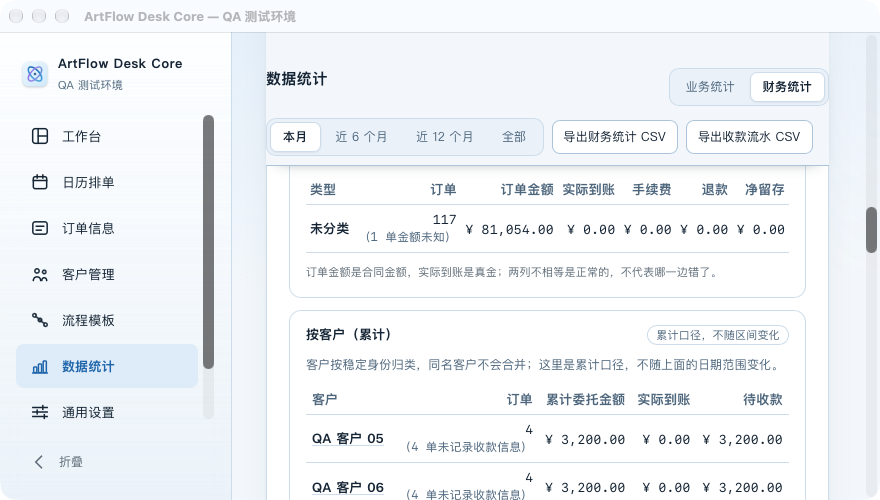 ArtFlow Desk Core — QA 测试环境
ArtFlow Desk Core
QA 测试环境
工作台
日历排单
订单信息
客户管理
流程模板
数据统计
通用设置
折叠
数据统计
业务统计 财务统计
本月 近 6 个月 近 12 个月 全部 导出财务统计 CSV 导出收款流水 CSV
类型 订单 订单金额 实际到账 手续费 退款 净留存
未分类 117 ¥ 81,054.00 ¥ 0.00 ¥ 0.00 ¥ 0.00 ¥ 0.00
(1 单金额未知)
订单金额是合同金额，实际到账是真金；两列不相等是正常的，不代表哪一边错了。
按客户（累计） 累计口径，不随区间变化
客户按稳定身份归类，同名客户不会合并；这里是累计口径，不随上面的日期范围变化。
客户 订单 累计委托金额 实际到账 待收款
QA 客户 05 4 ¥ 3,200.00 ¥ 0.00 ¥ 3,200.00
(4 单未记录收款信息)
QA 客户 06 4 ¥ 3,200.00 ¥ 0.00 ¥ 3,200.00
(4 单未记录收款信息)